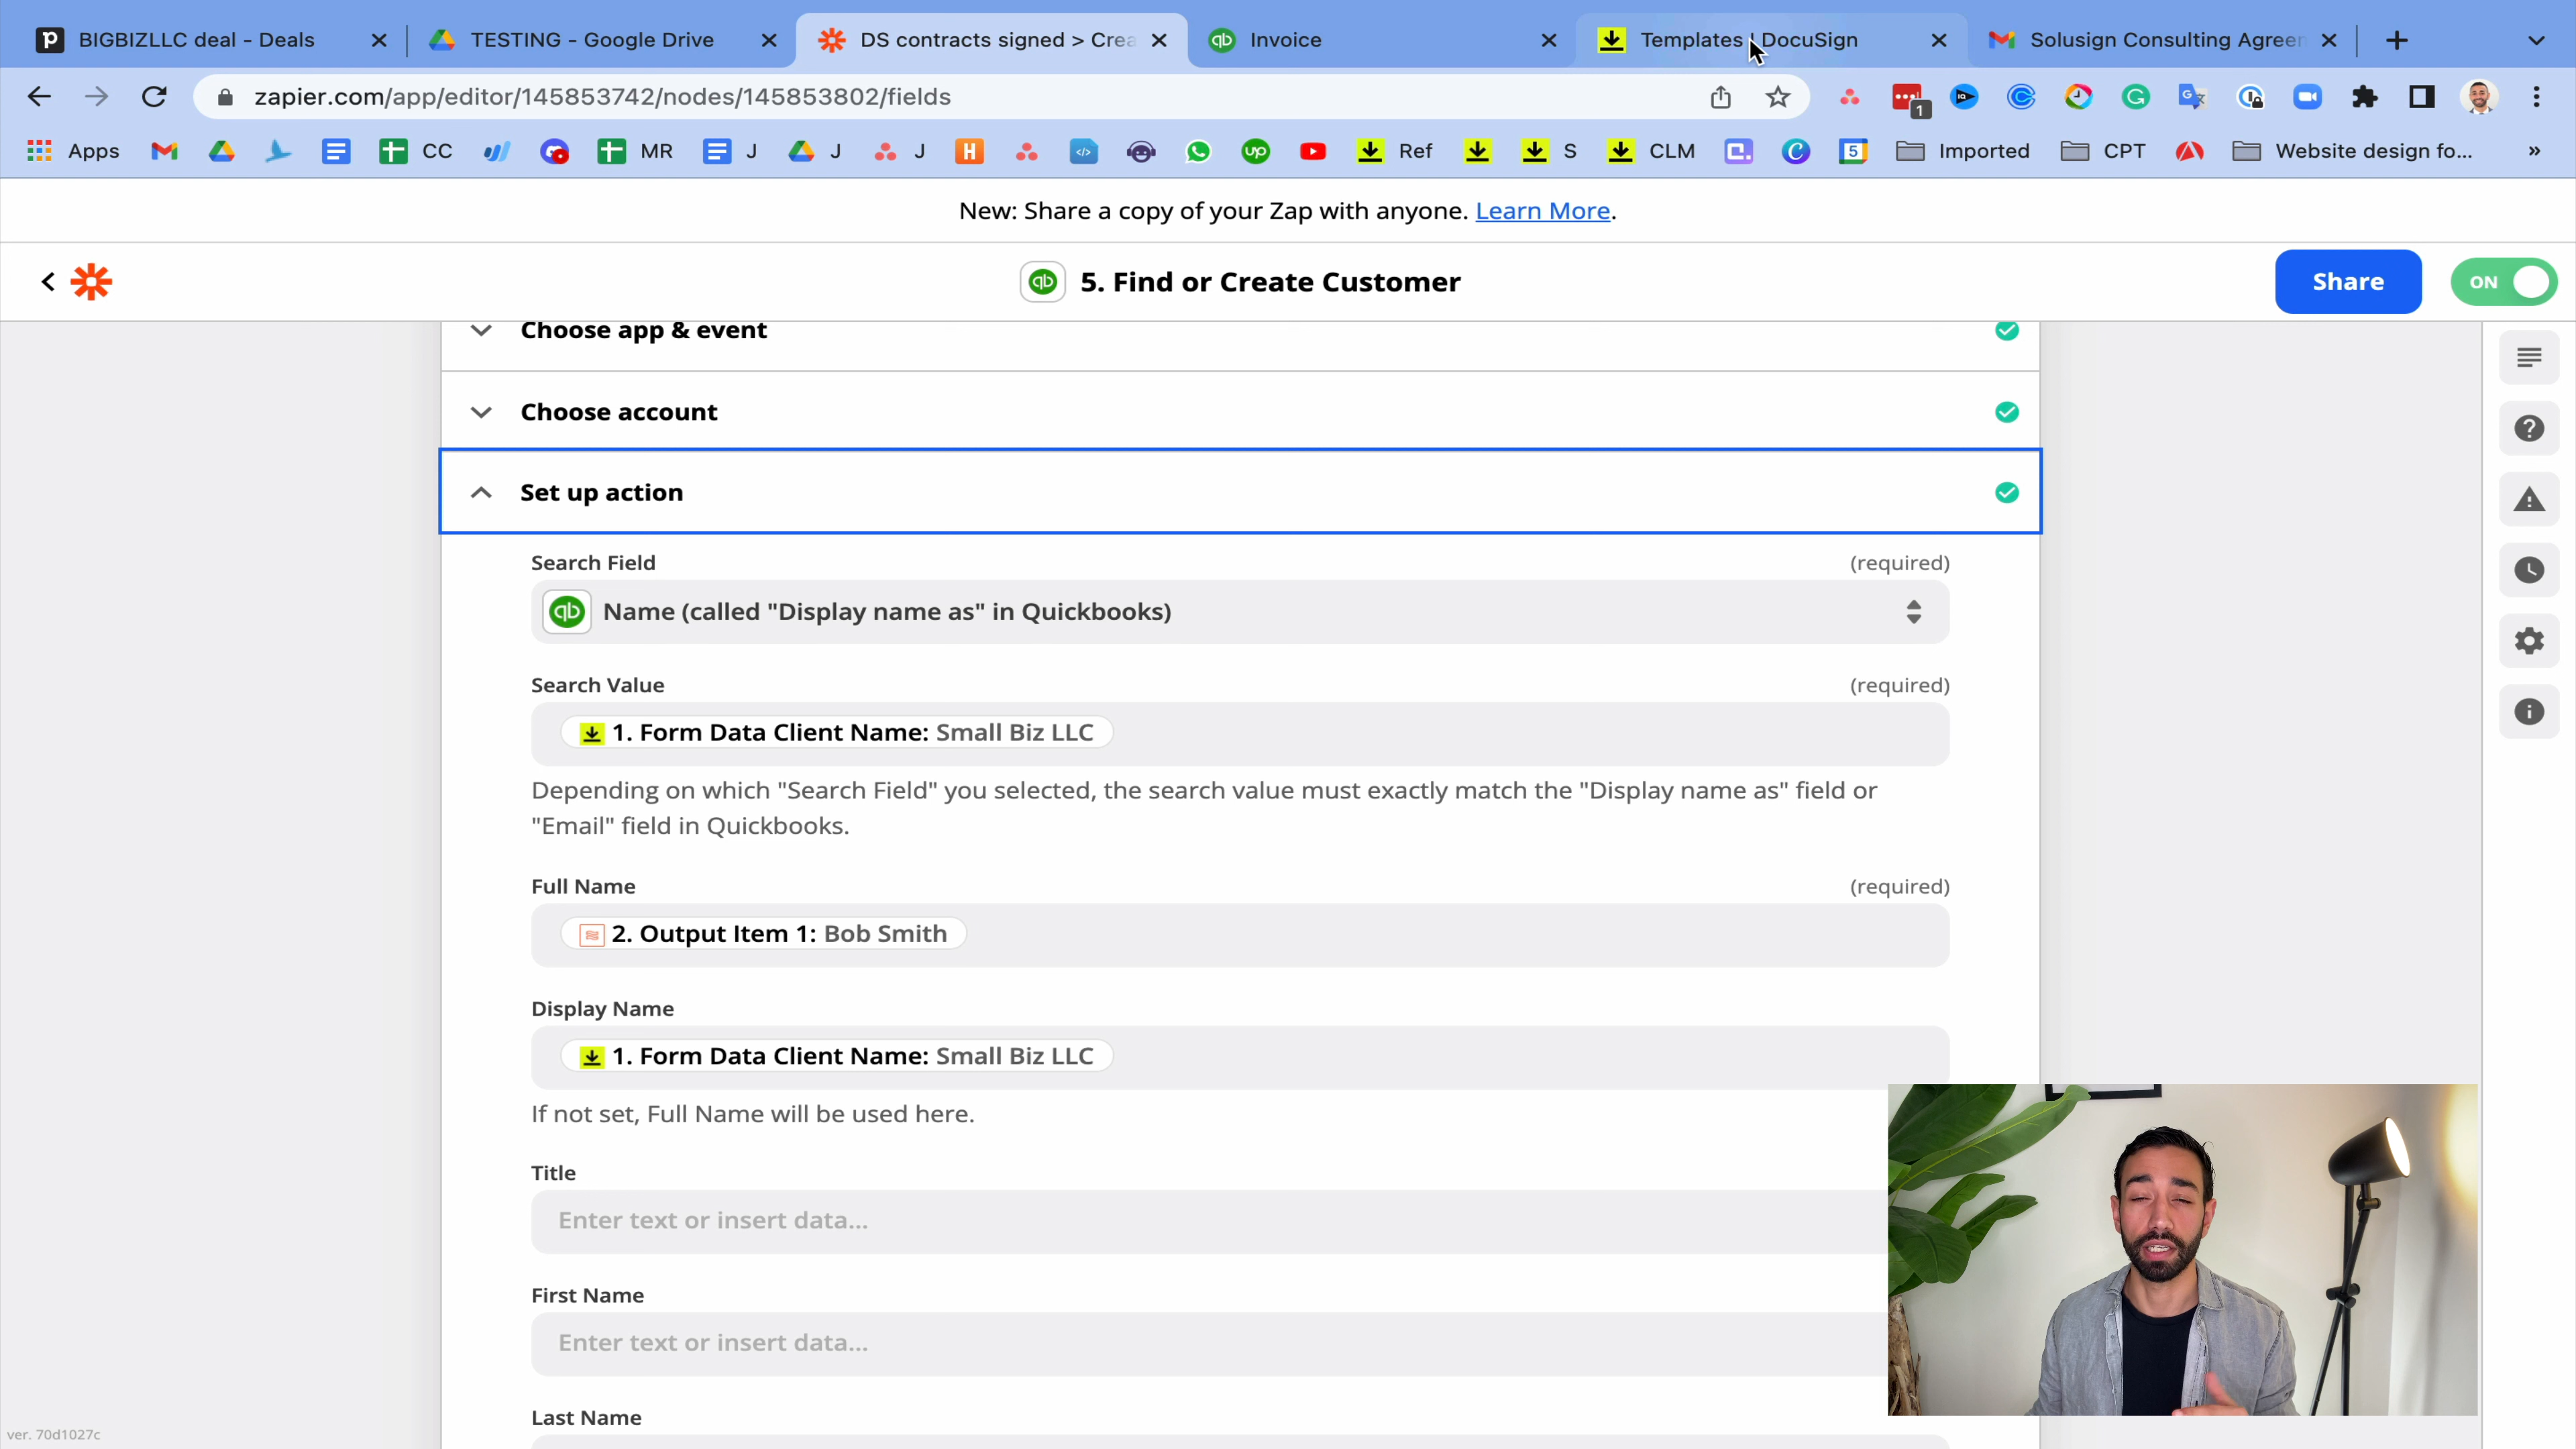 BIGBIZLLC deal - Deals
TESTING - Google Drive
DS contracts signed > Crea
Invoice
Templates | DocuSign
Solusign Consulting Agreer
zapier.com/app/editor/145853742/nodes/145853802/fields
1
Apps
CC
MR
J
J
J
H
up
Ref
S
CLM
5
Imported
CPT
Website design fo...
»
New: Share a copy of your Zap with anyone. Learn More.
qb
5. Find or Create Customer
Share
ON
Choose app & event
Choose account
Set up action
Search Field
(required)
qb
Name (called "Display name as" in Quickbooks)
Search Value
(required)
1. Form Data Client Name: Small Biz LLC
Depending on which "Search Field" you selected, the search value must exactly match the "Display name as" field or
"Email" field in Quickbooks.
Full Name
(required)
2. Output Item 1: Bob Smith
Display Name
1. Form Data Client Name: Small Biz LLC
If not set, Full Name will be used here.
Title
Enter text or insert data...
First Name
Enter text or insert data...
Last Name
ver. 70d1027c